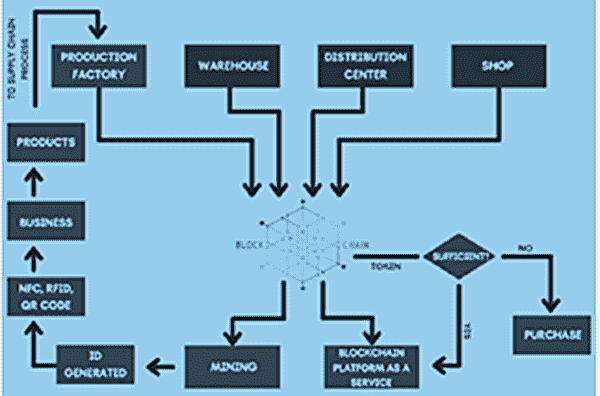 TO SUPPLY CHAIN
PROCESS
PRODUCTION
FACTORY
WAREHOUSE
DISTRIBUTION
CENTER
SHOP
PRODUCTS
BUSINESS
NFC, RFID,
QR CODE
ID
GENERATED
MINING
BLOCKCHAIN
PLATFORM AS A
SERVICE
BLOCK CHAIN
TOKEN
SUFFICIENT?
NO
YES
PURCHASE